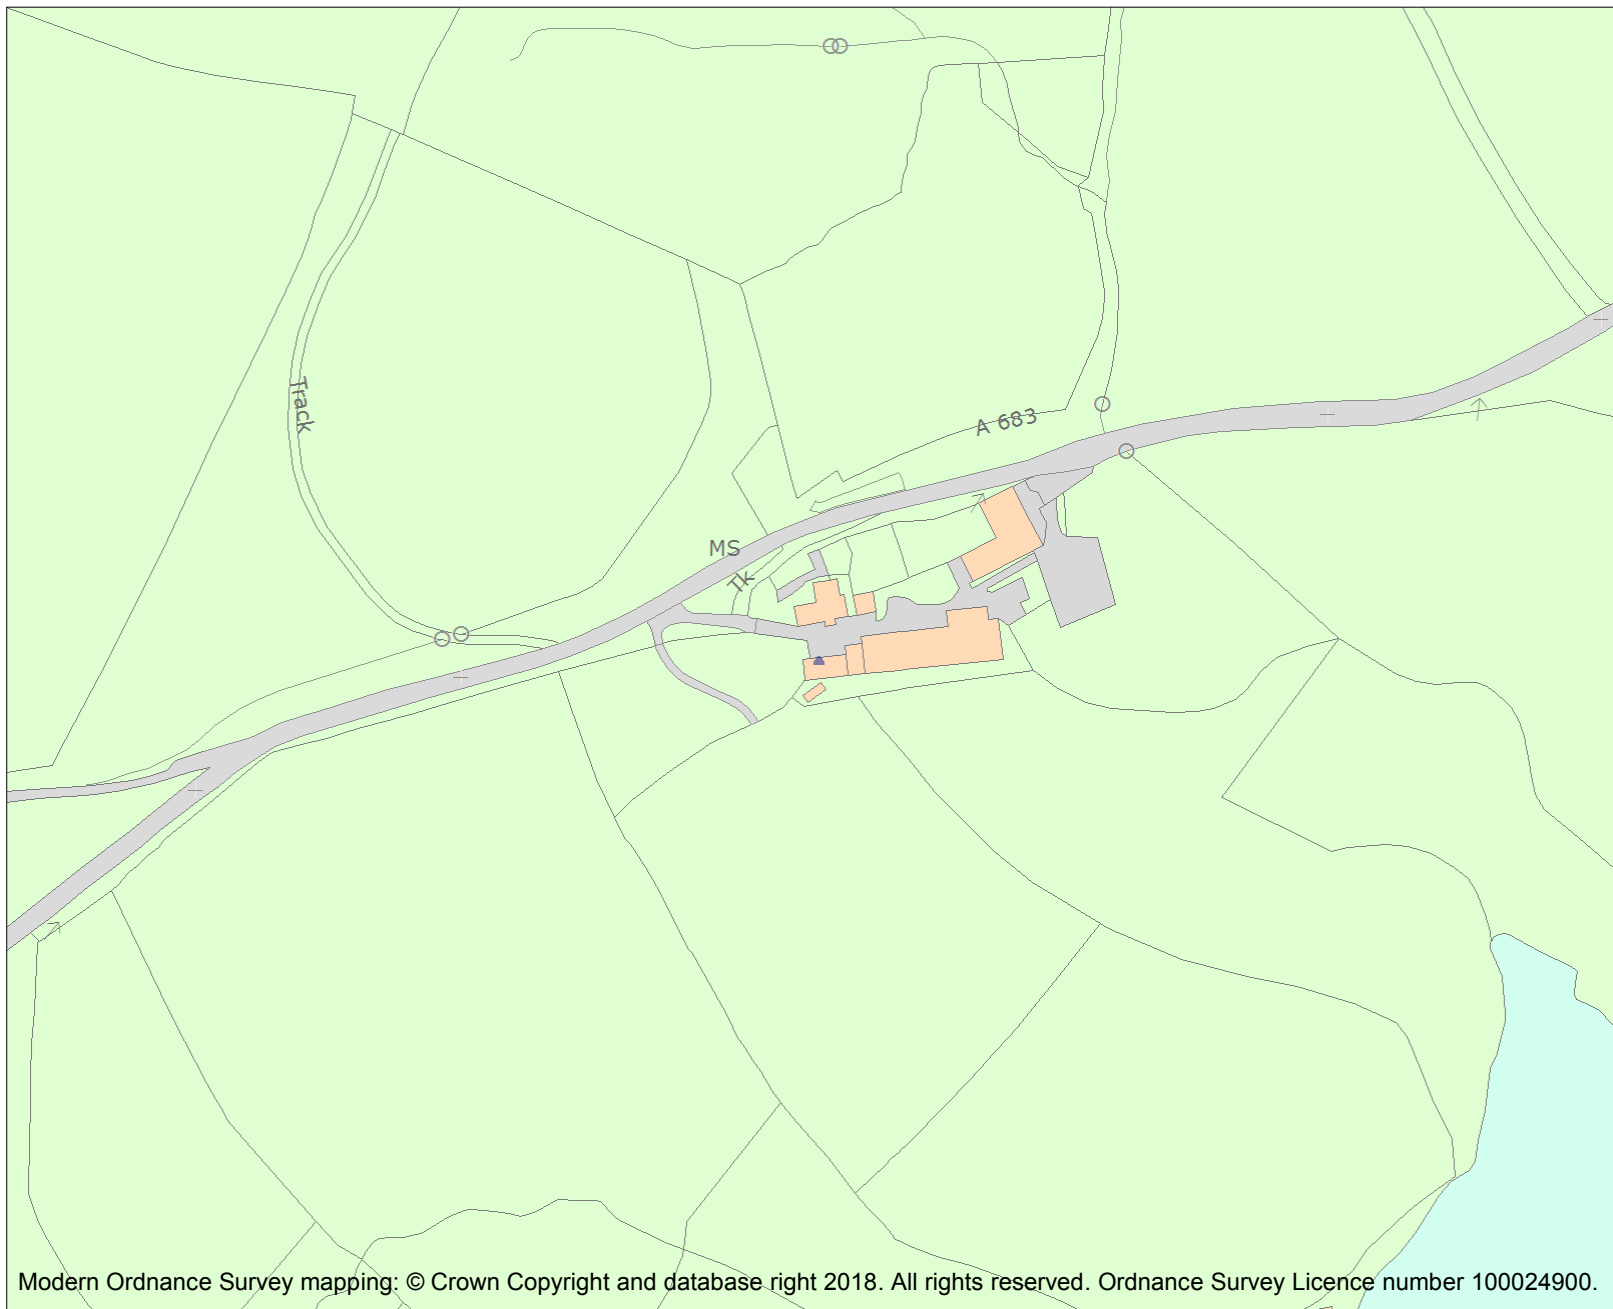 Track
A 683
MS
Tk
Modern Ordnance Survey mapping: © Crown Copyright and database right 2018. All rights reserved. Ordnance Survey Licence number 100024900.